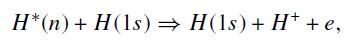 H*(n) + H(1s) ⇒ H(1s) + H⁺ + e,